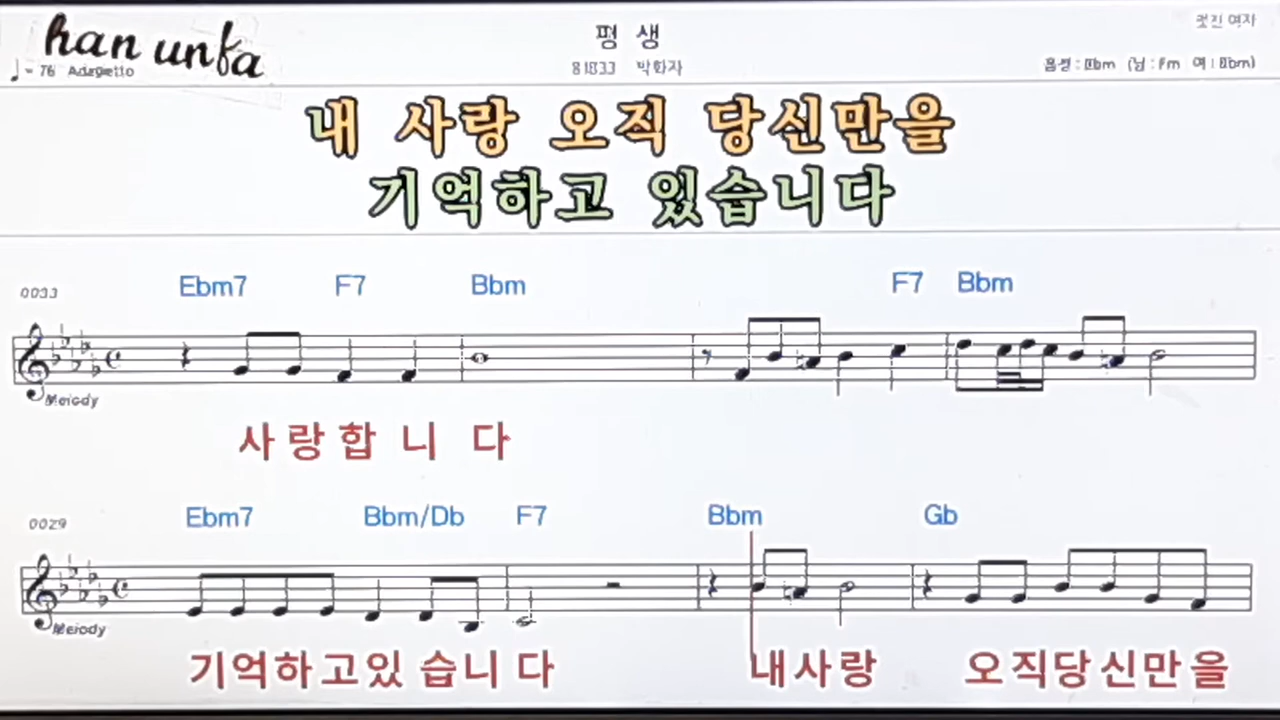 han unfa
평 생
컷진 여자
♩ = 76 Adagietto
81833 박화자
음정 : Bbm (남 : Fm 여 : Bbm)
내 사랑 오직 당신만을
기억하고 있습니다
0033
Ebm7 F7 Bbm F7 Bbm
Melody
사 랑 합 니 다
0029
Ebm7 Bbm/Db F7 Bbm Gb
Melody
기억하고있 습니 다 내사랑 오직당신만을